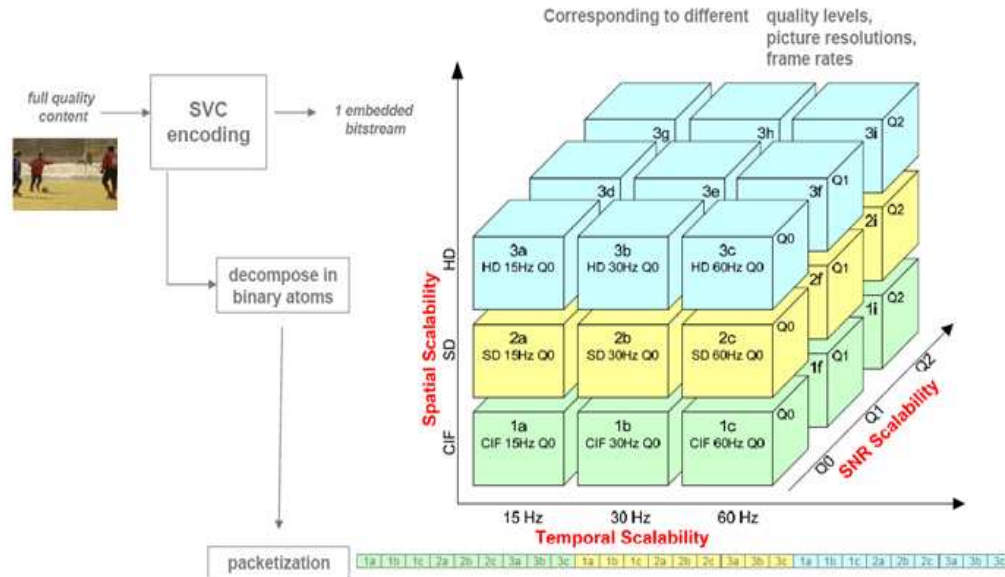 Corresponding to different quality levels,
picture resolutions,
frame rates
full quality
content
SVC
encoding
1 embedded
bitstream
decompose in
binary atoms
packetization
Spatial Scalability
HD
SD
CIF
3g
3h
3i
Q2
3d
3e
3f
Q1
3a
HD 15Hz Q0
3b
HD 30Hz Q0
3c
HD 60Hz Q0
Q0
2i
Q2
2f
Q1
2a
SD 15Hz Q0
2b
SD 30Hz Q0
2c
SD 60Hz Q0
Q0
1i
Q2
1f
Q1
1a
CIF 15Hz Q0
1b
CIF 30Hz Q0
1c
CIF 60Hz Q0
Q0
Q0
Q1
Q2
SNR Scalability
15 Hz
30 Hz
60 Hz
Temporal Scalability
1a 1b 1c 2a 2b 2c 3a 3b 3c 1a 1b 1c 2a 2b 2c 3a 3b 3c 1a 1b 1c 2a 2b 2c 3a 3b 3c